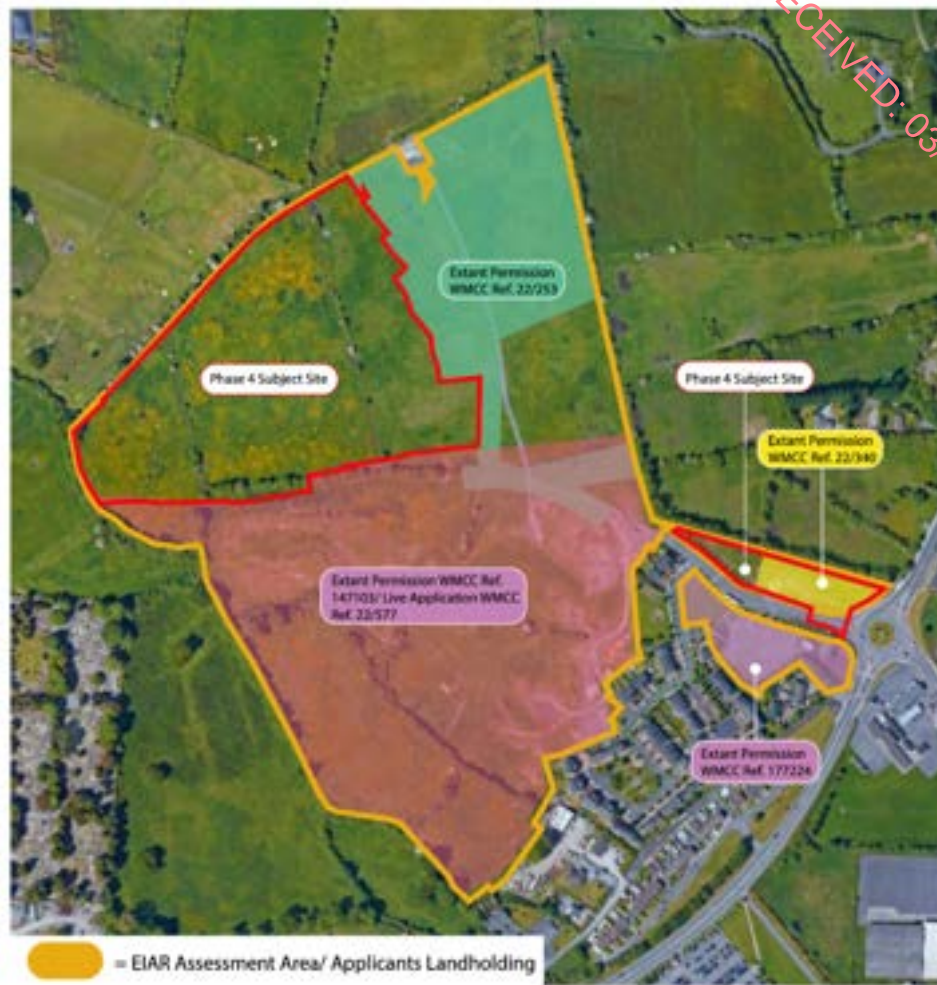 RECEIVED: 03/
Extant Permission
WMCC Ref. 22/253
Phase 4 Subject Site
Phase 4 Subject Site
Extant Permission
WMCC Ref. 22/340
Extant Permission WMCC Ref.
147103/ Live Application WMCC
Ref. 22/577
Extant Permission
WMCC Ref. 177224
= EIAR Assessment Area/ Applicants Landholding